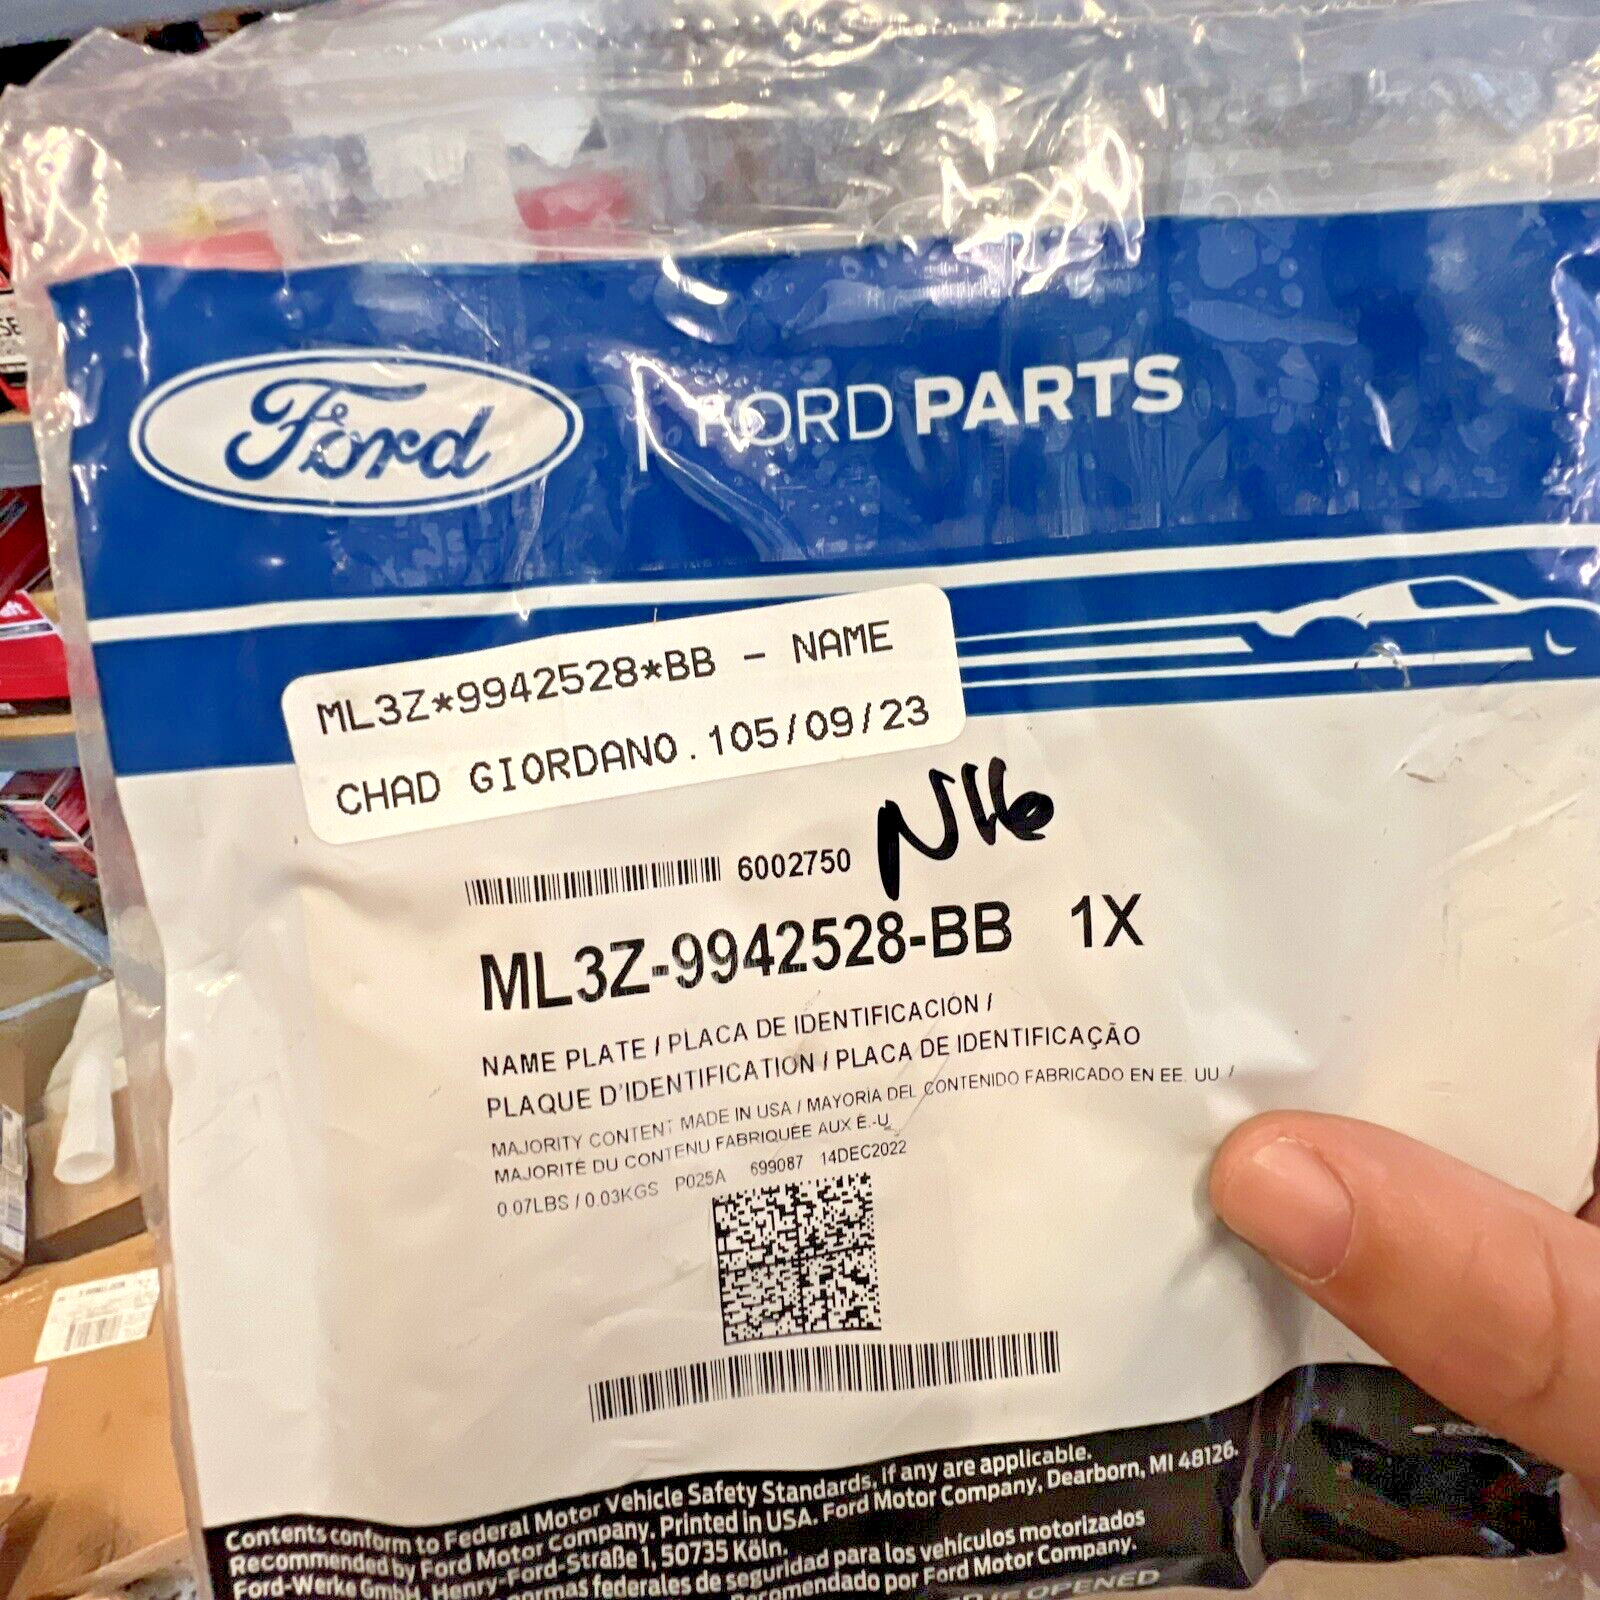 Ford
FORD PARTS
ML3Z*9942528*BB - NAME
CHAD GIORDANO.105/09/23
N16
6002750
ML3Z-9942528-BB 1X
NAME PLATE / PLACA DE IDENTIFICACIÓN /
PLAQUE D'IDENTIFICATION / PLACA DE IDENTIFICAÇÃO
MAJORITY CONTENT MADE IN USA / MAYORÍA DEL CONTENIDO FABRICADO EN EE. UU /
MAJORITÉ DU CONTENU FABRIQUÉE AUX É.-U
0.07LBS / 0.03KGS P025A 699087 14DEC2022
Contents conform to Federal Motor Vehicle Safety Standards, if any are applicable.
Recommended by Ford Motor Company. Printed in USA. Ford Motor Company, Dearborn, MI 48126.
Ford-Werke GmbH, Henry-Ford-Straße 1, 50735 Köln.
normas federales de seguridad para los vehículos motorizados
Recomendado por Ford Motor Company.
OPENED